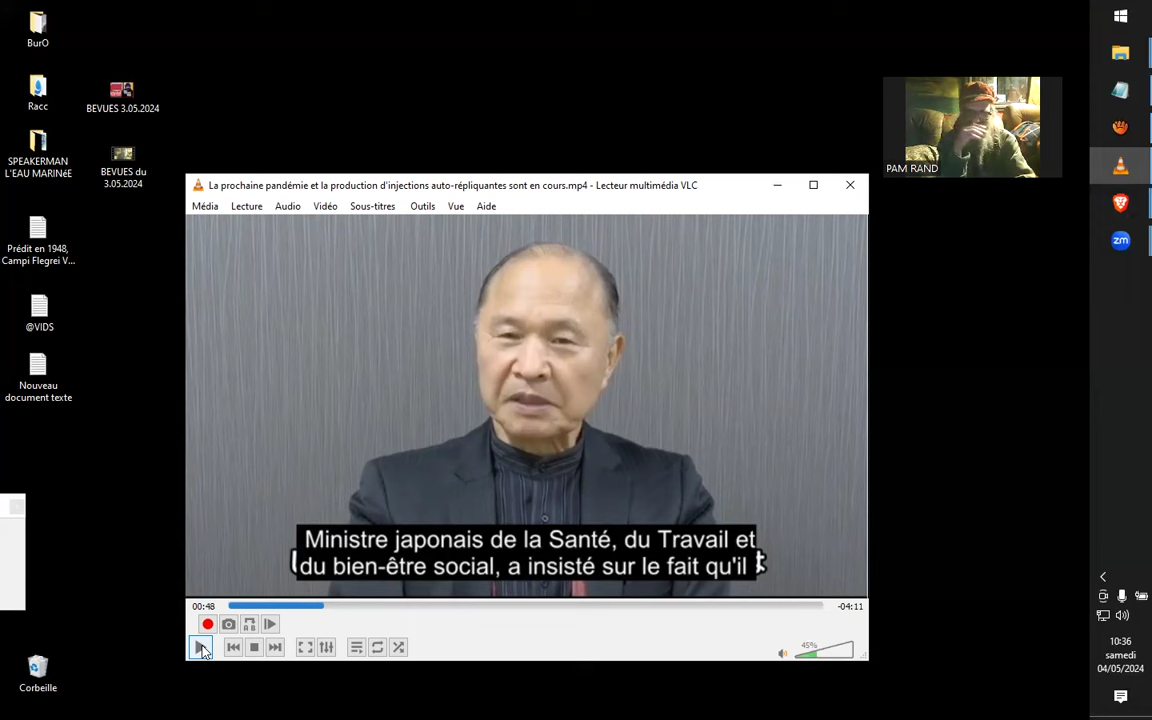 BurO
Racc
BEVUES 3.05.2024
SPEAKERMAN
L'EAU MARINéE
BEVUES du
3.05.2024
Prédit en 1948,
Campi Flegrei V...
@VIDS
Nouveau
document texte
Corbeille
La prochaine pandémie et la production d'injections auto-répliquantes sont en cours.mp4 - Lecteur multimédia VLC
Média Lecture Audio Vidéo Sous-titres Outils Vue Aide
Ministre japonais de la Santé, du Travail et
du bien-être social, a insisté sur le fait qu'il
00:48
-04:11
45%
PAM RAND
zm
10:36
samedi
04/05/2024